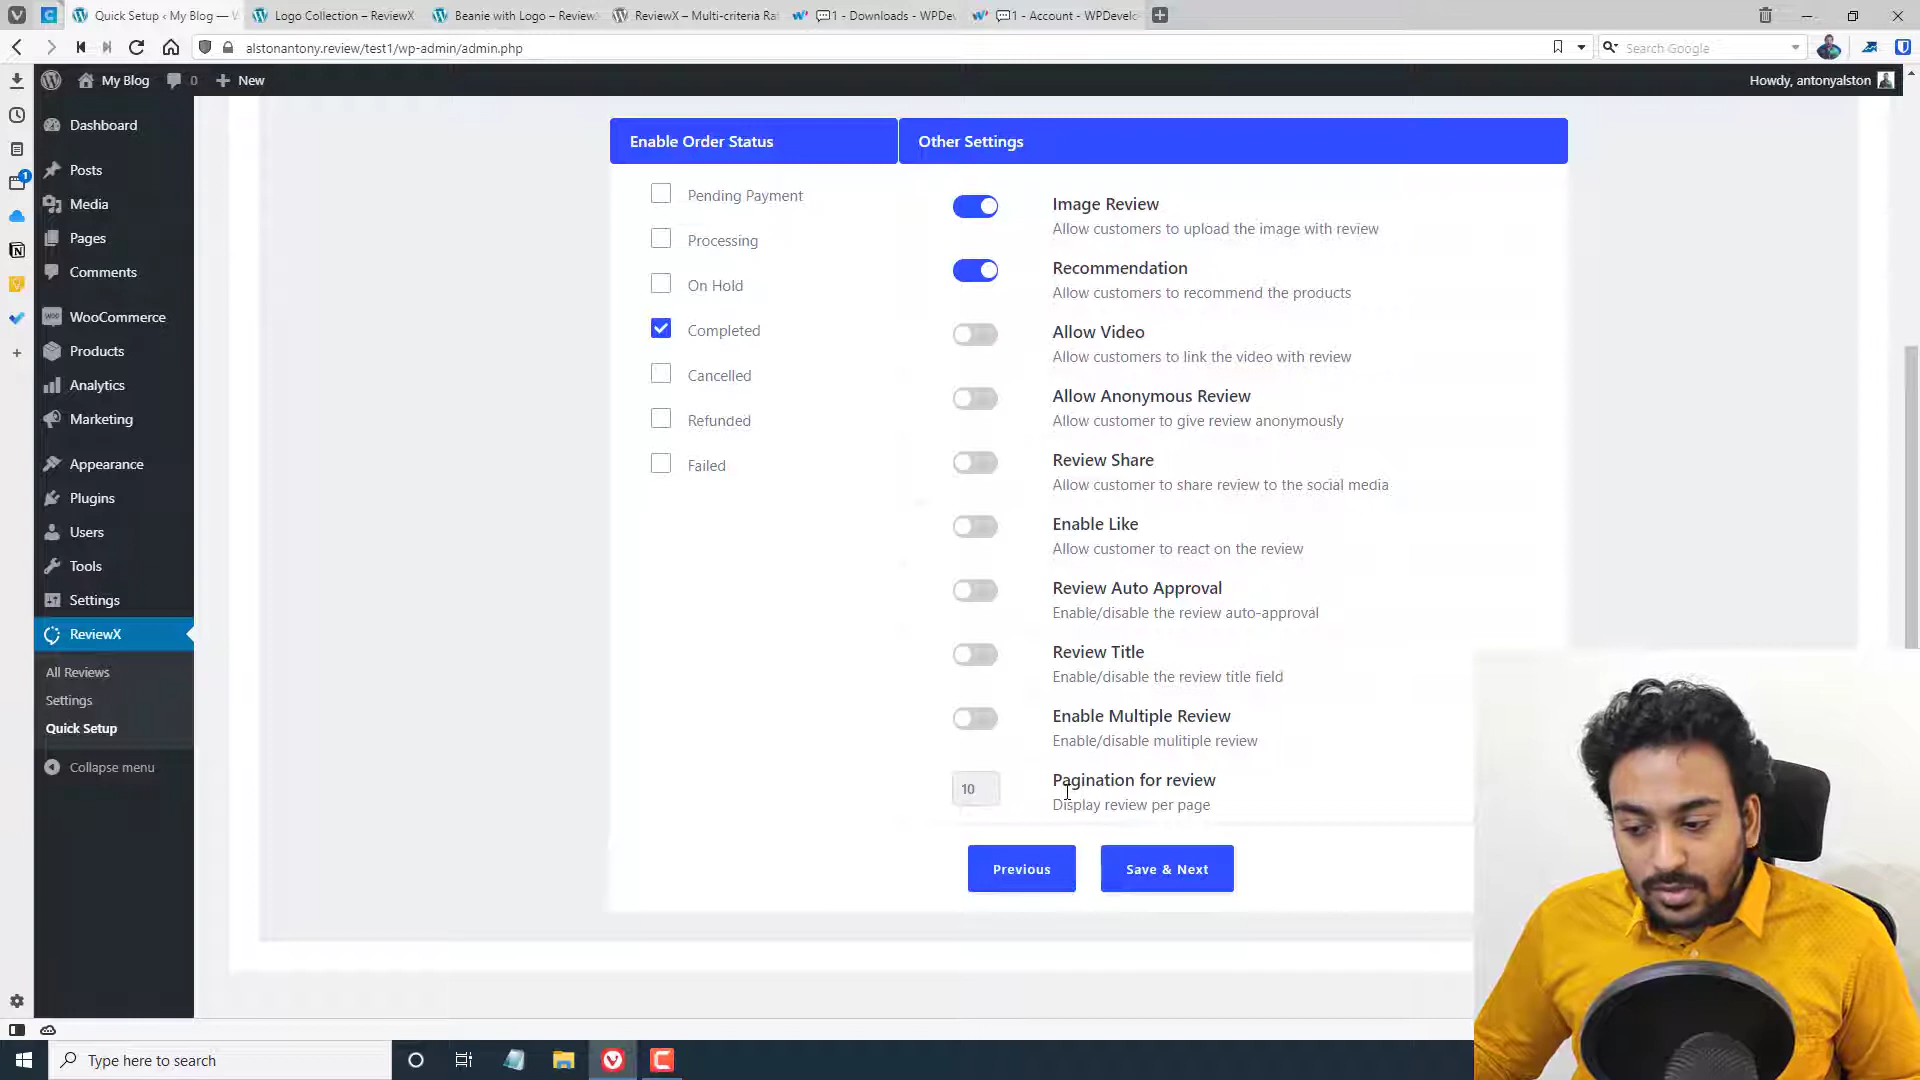 Quick Setup ‹ My Blog — W
Logo Collection – ReviewX
Beanie with Logo – Review
ReviewX – Multi-criteria Ra
1 - Downloads - WPDev
1 - Account - WPDevelo
alstonantony.review/test1/wp-admin/admin.php
Search Google
My Blog
0
New
Howdy, antonyalston
1
Dashboard
Posts
Media
Pages
Comments
WooCommerce
Products
Analytics
Marketing
Appearance
Plugins
Users
Tools
Settings
ReviewX
All Reviews
Settings
Quick Setup
Collapse menu
Enable Order Status
Pending Payment
Processing
On Hold
Completed
Cancelled
Refunded
Failed
Other Settings
Image Review
Allow customers to upload the image with review
Recommendation
Allow customers to recommend the products
Allow Video
Allow customers to link the video with review
Allow Anonymous Review
Allow customer to give review anonymously
Review Share
Allow customer to share review to the social media
Enable Like
Allow customer to react on the review
Review Auto Approval
Enable/disable the review auto-approval
Review Title
Enable/disable the review title field
Enable Multiple Review
Enable/disable mulitiple review
10
Pagination for review
Display review per page
Previous
Save & Next
Type here to search